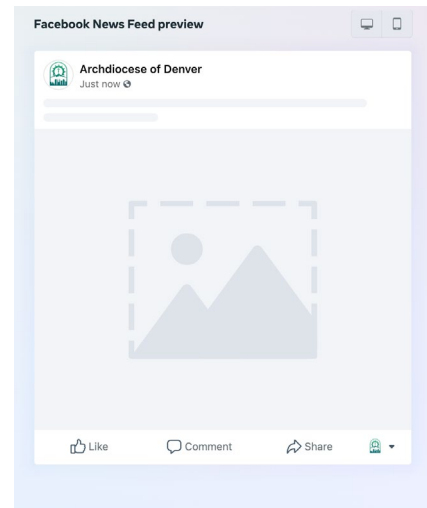 Facebook News Feed preview
Archdiocese of Denver
Just now
Like Comment Share